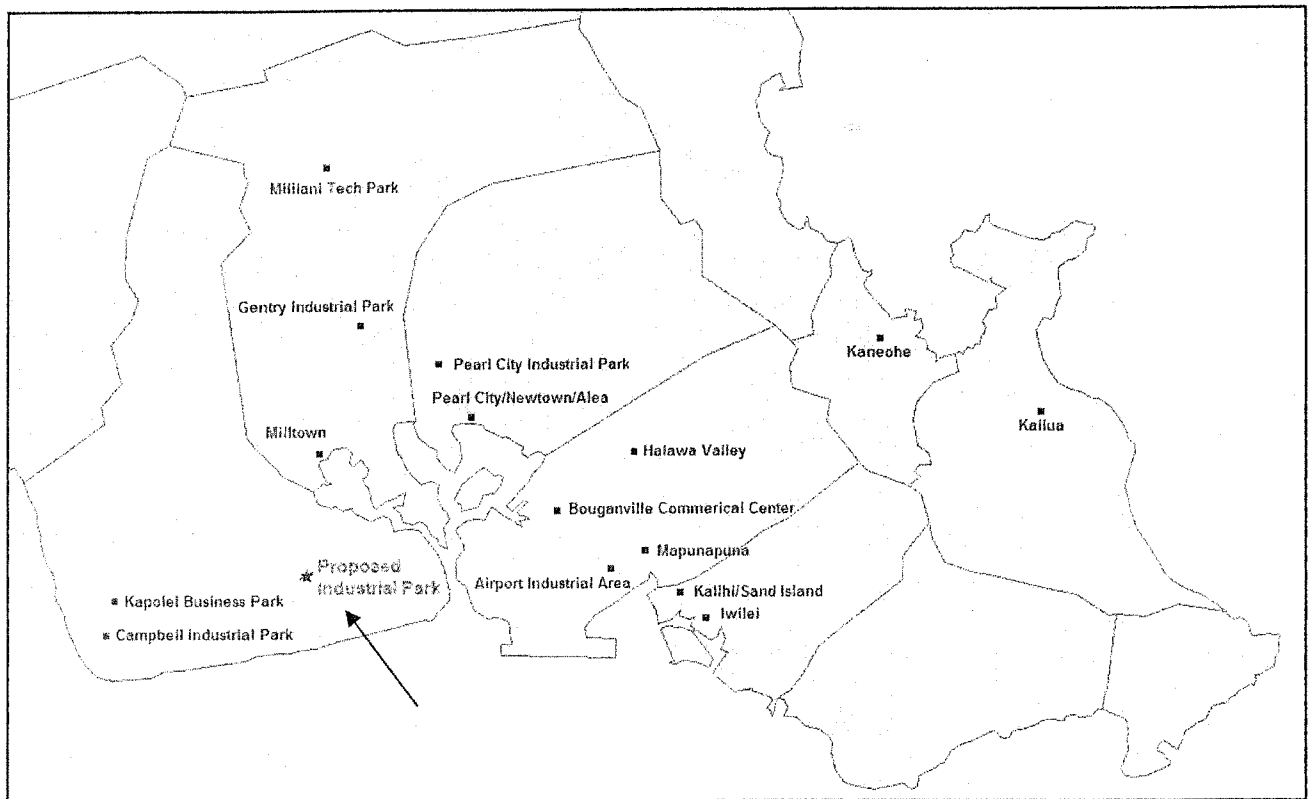 Mililani Tech Park
Gentry Industrial Park
Pearl City Industrial Park
Pearl City/Newtown/Aiea
Kaneohe
Kailua
Milltown
Halawa Valley
Bouganville Commerical Center
Mapunapuna
Airport Industrial Area
Proposed
Industrial Park
Kalihi/Sand Island
Iwilei
Kapolei Business Park
Campbell Industrial Park